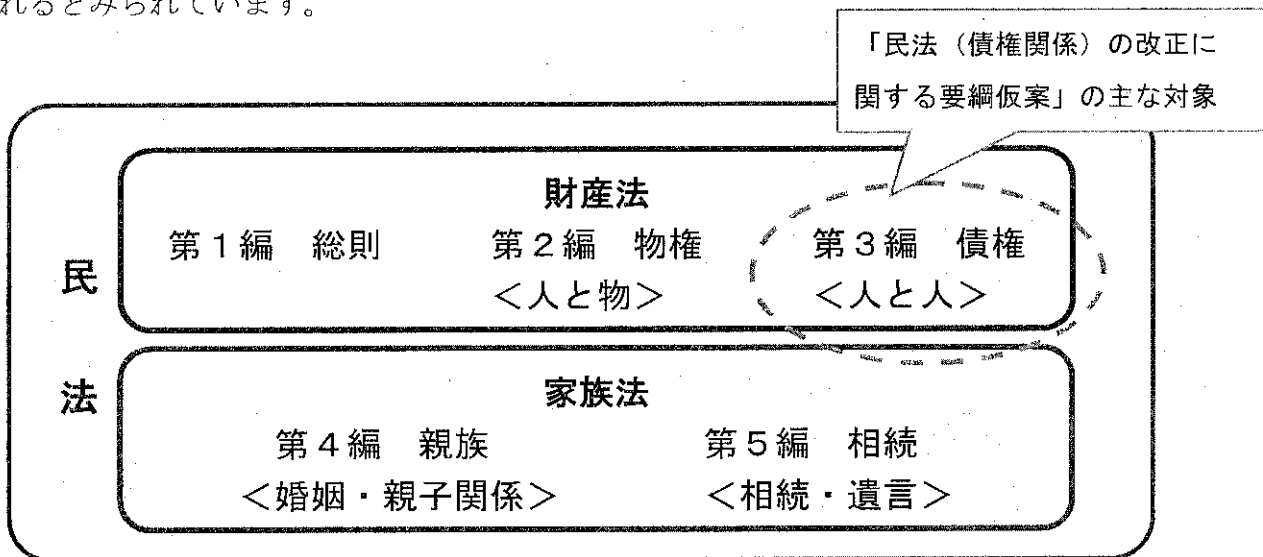 れるとみられています。
「民法（債権関係）の改正に
関する要綱仮案」の主な対象
民法
財産法
第１編　総則　第２編　物権　第３編　債権
＜人と物＞　＜人と人＞
家族法
第４編　親族　第５編　相続
＜婚姻・親子関係＞　＜相続・遺言＞